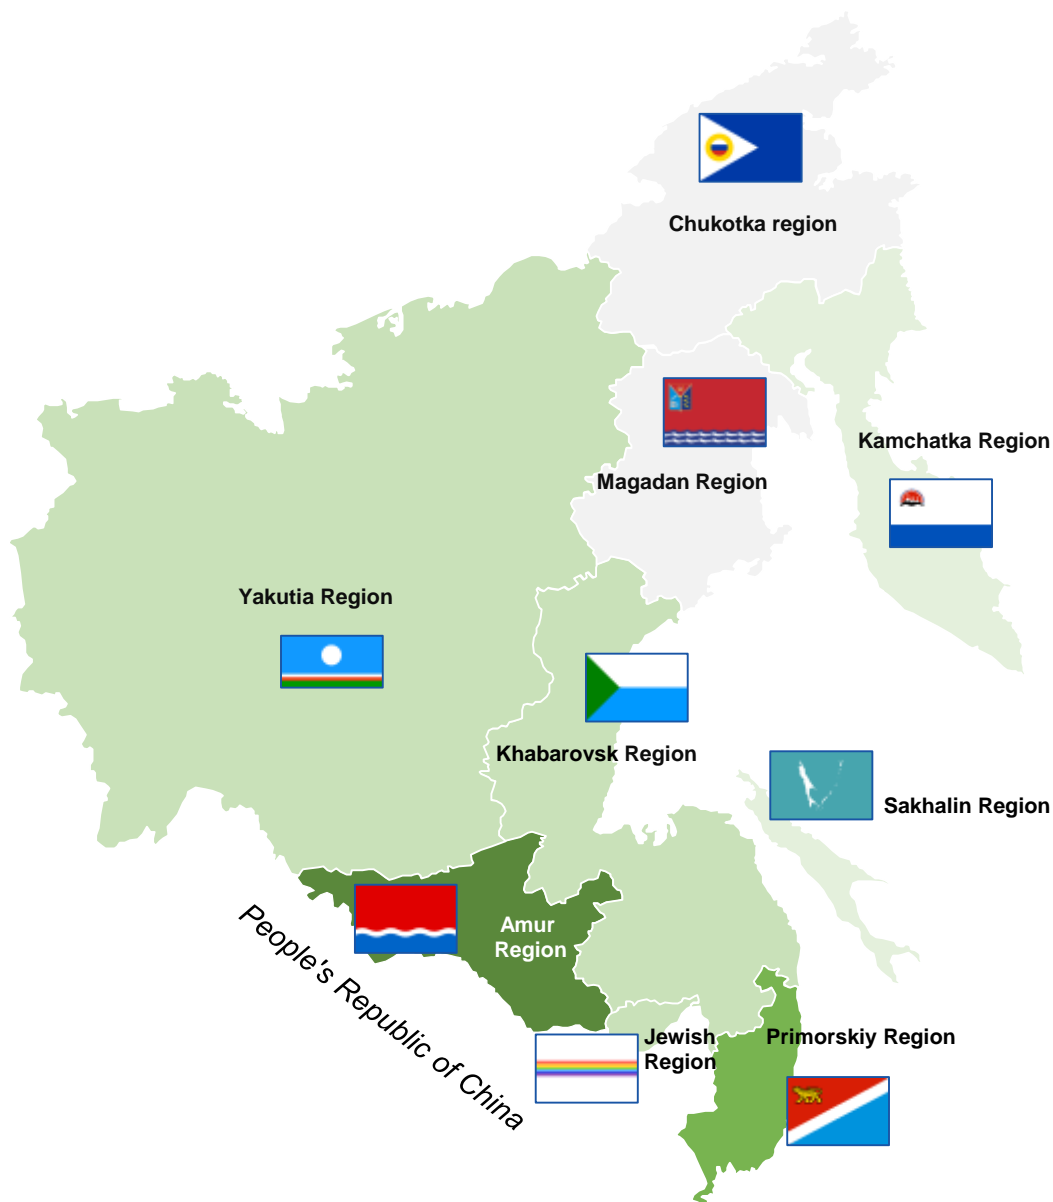 Chukotka region
Kamchatka Region
Magadan Region
Yakutia Region
Khabarovsk Region
Sakhalin Region
Amur
Region
People's Republic of China
Jewish
Region
Primorskiy Region